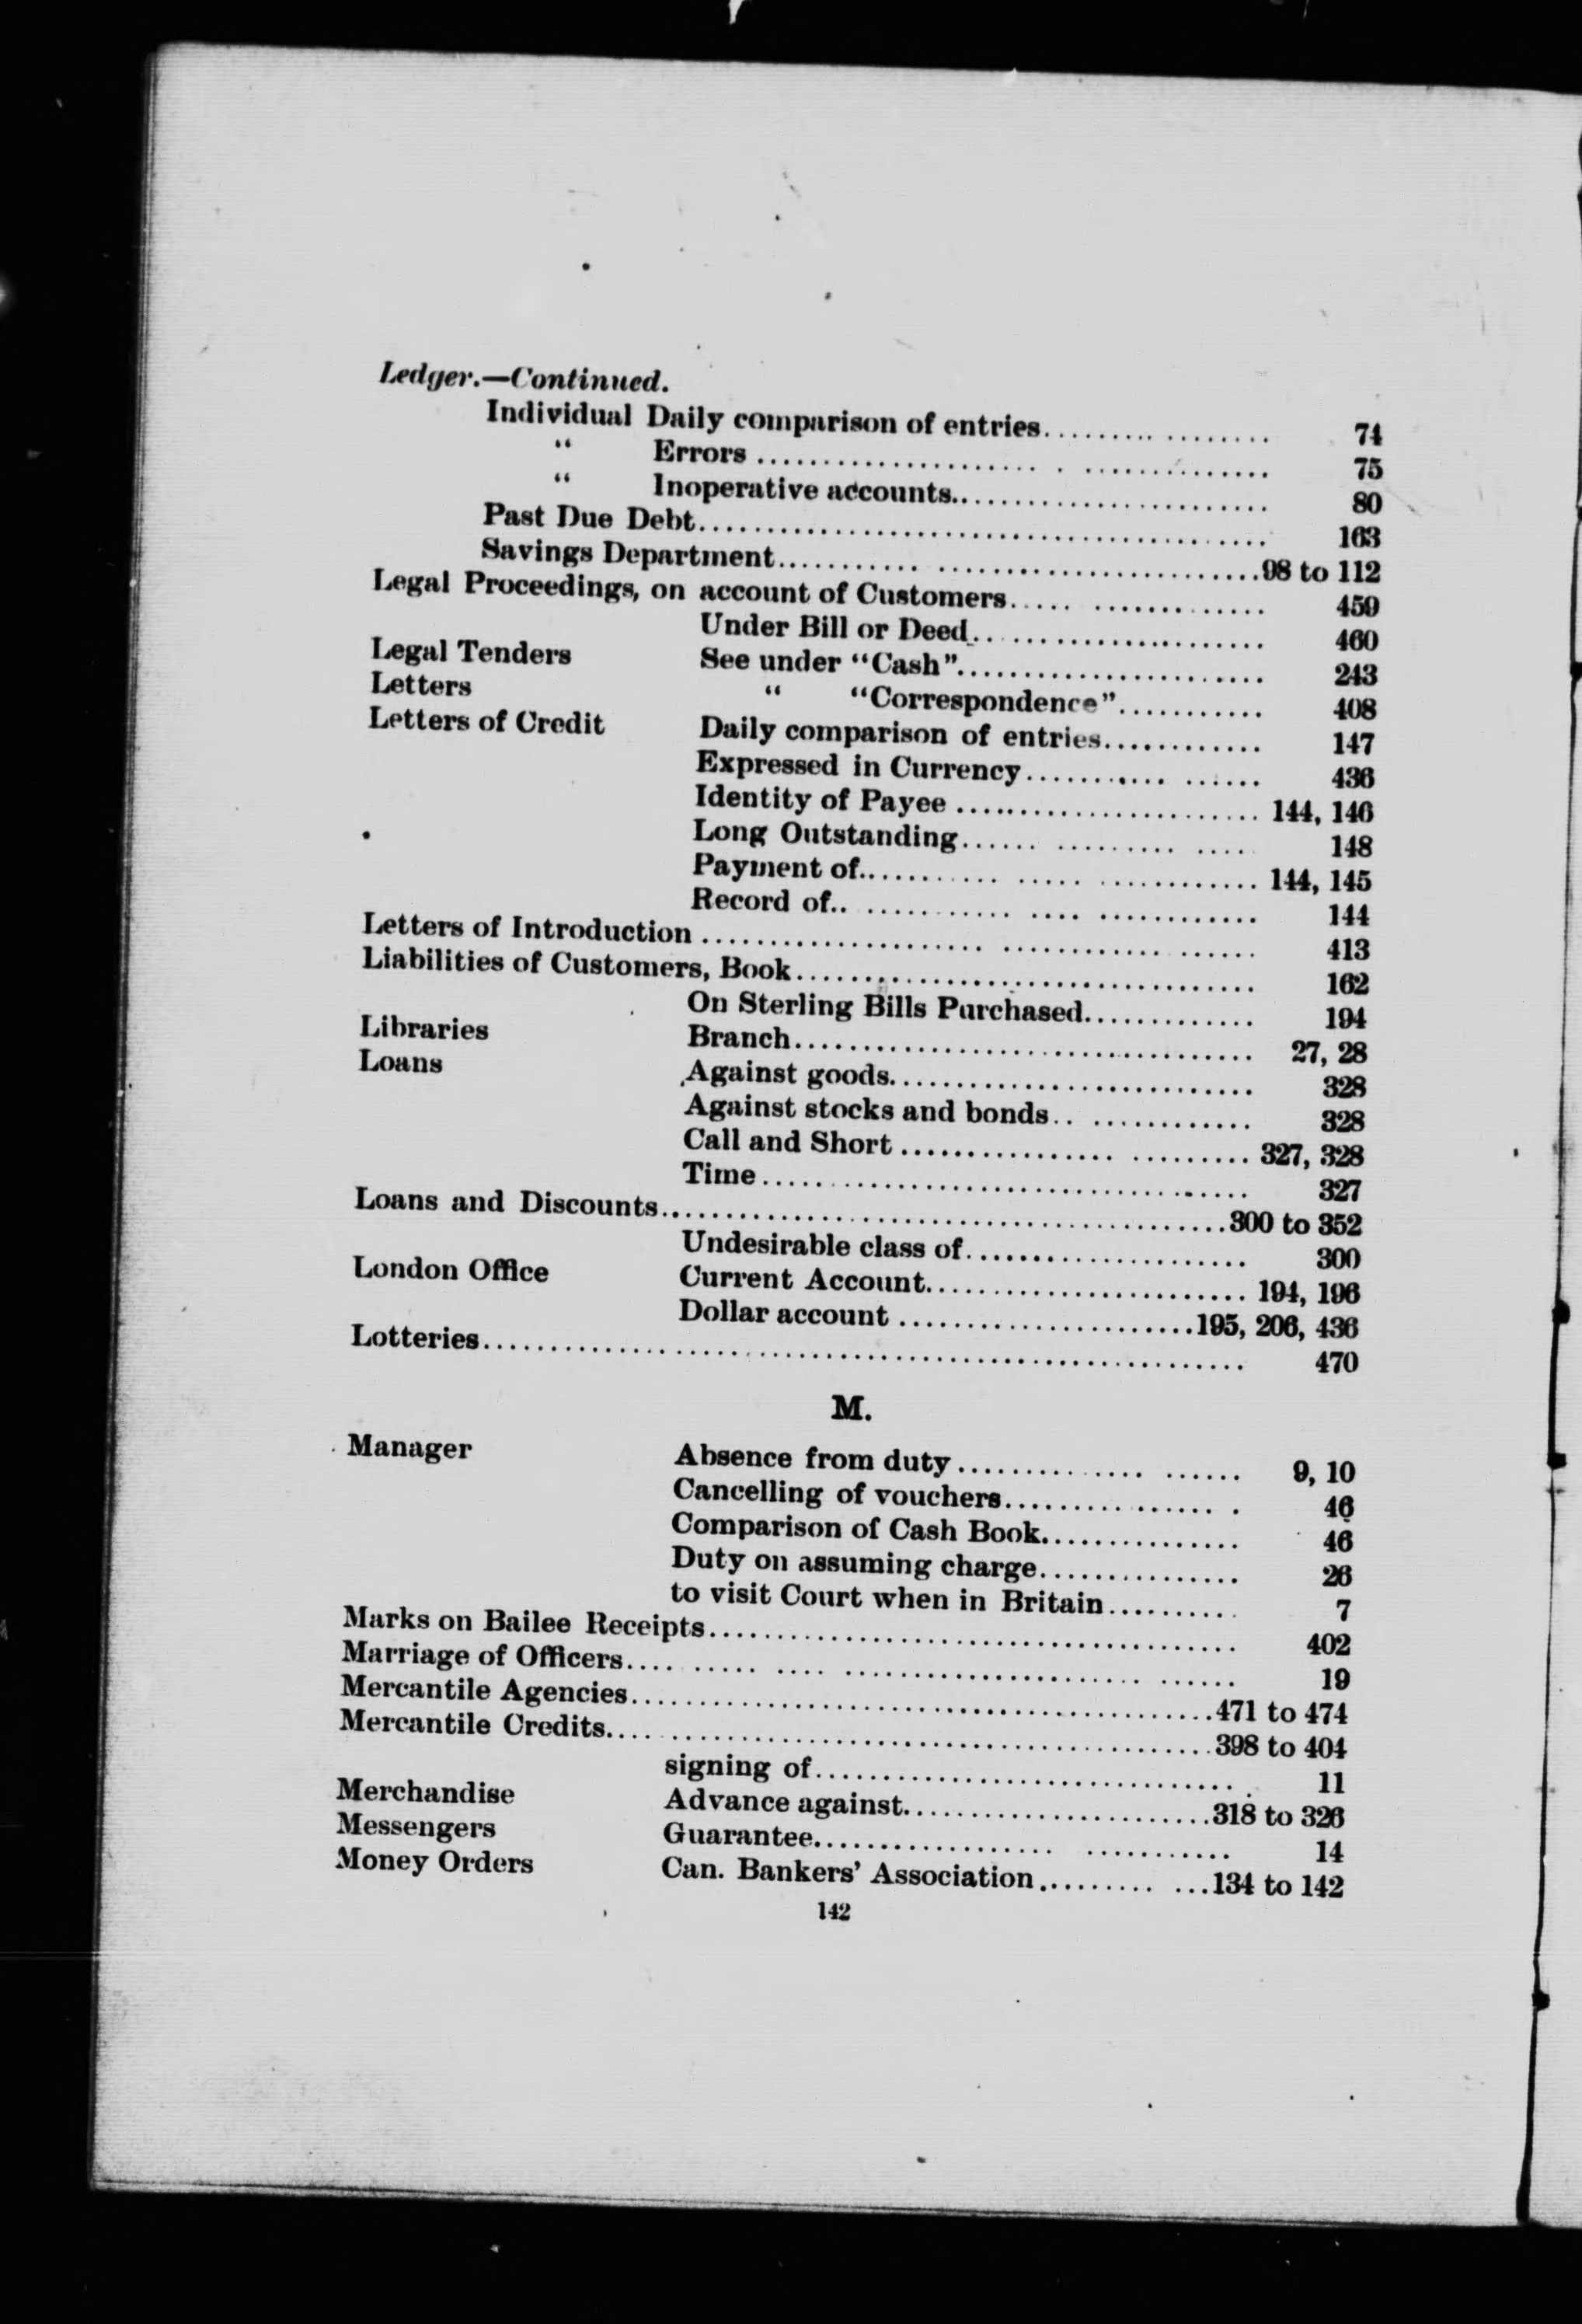 Ledger.—Continued.
Individual Daily comparison of entries.................. 74
“ Errors .................................. 75
“ Inoperative accounts........................ 80
Past Due Debt.......................................... 163
Savings Department....................................98 to 112
Legal Proceedings, on account of Customers.................. 459
Under Bill or Deed...................... 460
Legal Tenders See under “Cash”....................... 243
Letters “ “Correspondence”........... 408
Letters of Credit Daily comparison of entries............ 147
Expressed in Currency................. 436
Identity of Payee ....................... 144, 146
Long Outstanding.................... 148
Payment of............................ 144, 145
Record of.............................. 144
Letters of Introduction ........................................ 413
Liabilities of Customers, Book.................................. 162
On Sterling Bills Purchased............. 194
Libraries Branch.................................. 27, 28
Loans Against goods........................... 328
Against stocks and bonds.............. 328
Call and Short .......................... 327, 328
Time.................................... 327
Loans and Discounts..........................................300 to 352
Undesirable class of..................... 300
London Office Current Account........................ 194, 196
Dollar account ......................195, 206, 436
Lotteries......................................................... 470
M.
Manager Absence from duty.................... 9, 10
Cancelling of vouchers................. 46
Comparison of Cash Book............... 46
Duty on assuming charge............... 26
to visit Court when in Britain.......... 7
Marks on Bailee Receipts....................................... 402
Marriage of Officers........................................... 19
Mercantile Agencies...........................................471 to 474
Mercantile Credits.............................................398 to 404
signing of............................... 11
Merchandise Advance against.......................318 to 326
Messengers Guarantee............................. 14
Money Orders Can. Bankers’ Association.............134 to 142
142